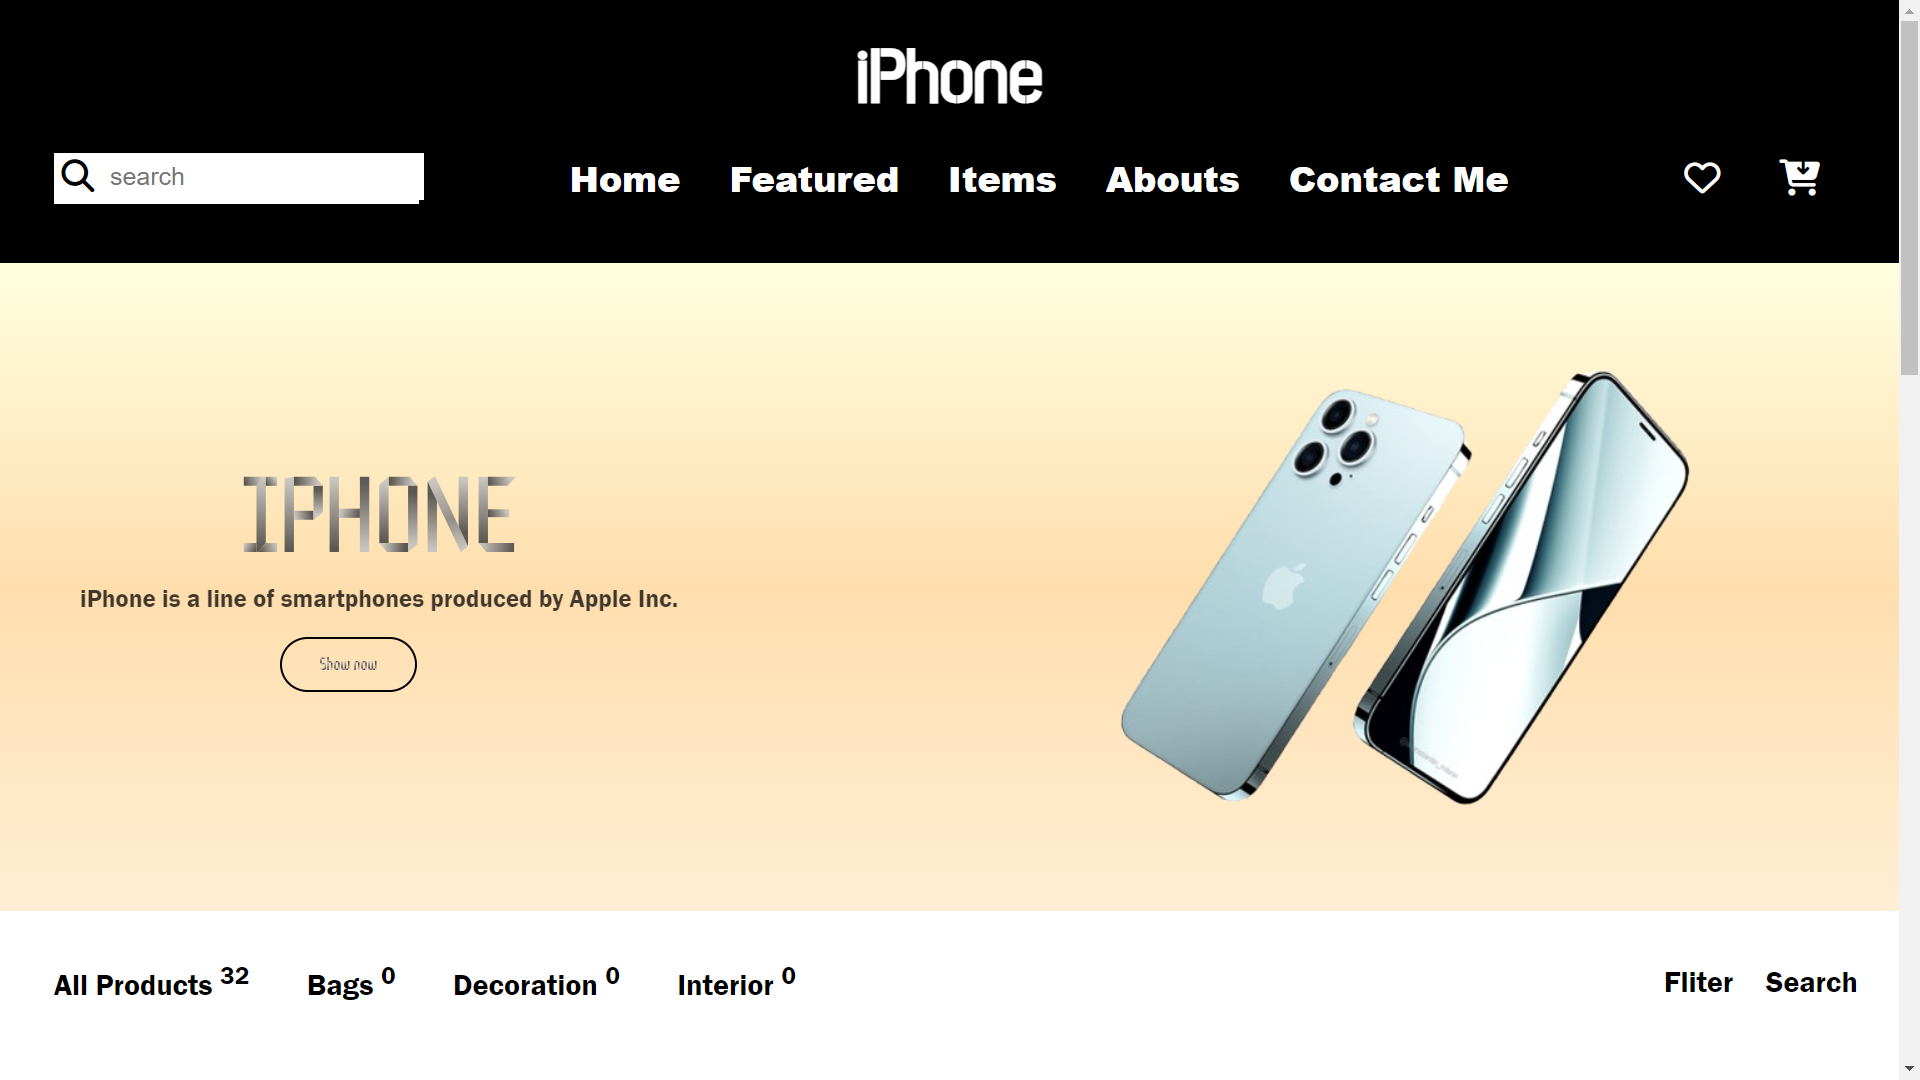 iPhone
search
Home Featured Items Abouts Contact Me
IPHONE
iPhone is a line of smartphones produced by Apple Inc.
Show now
All Products 32 Bags 0 Decoration 0 Interior 0 Fliter Search